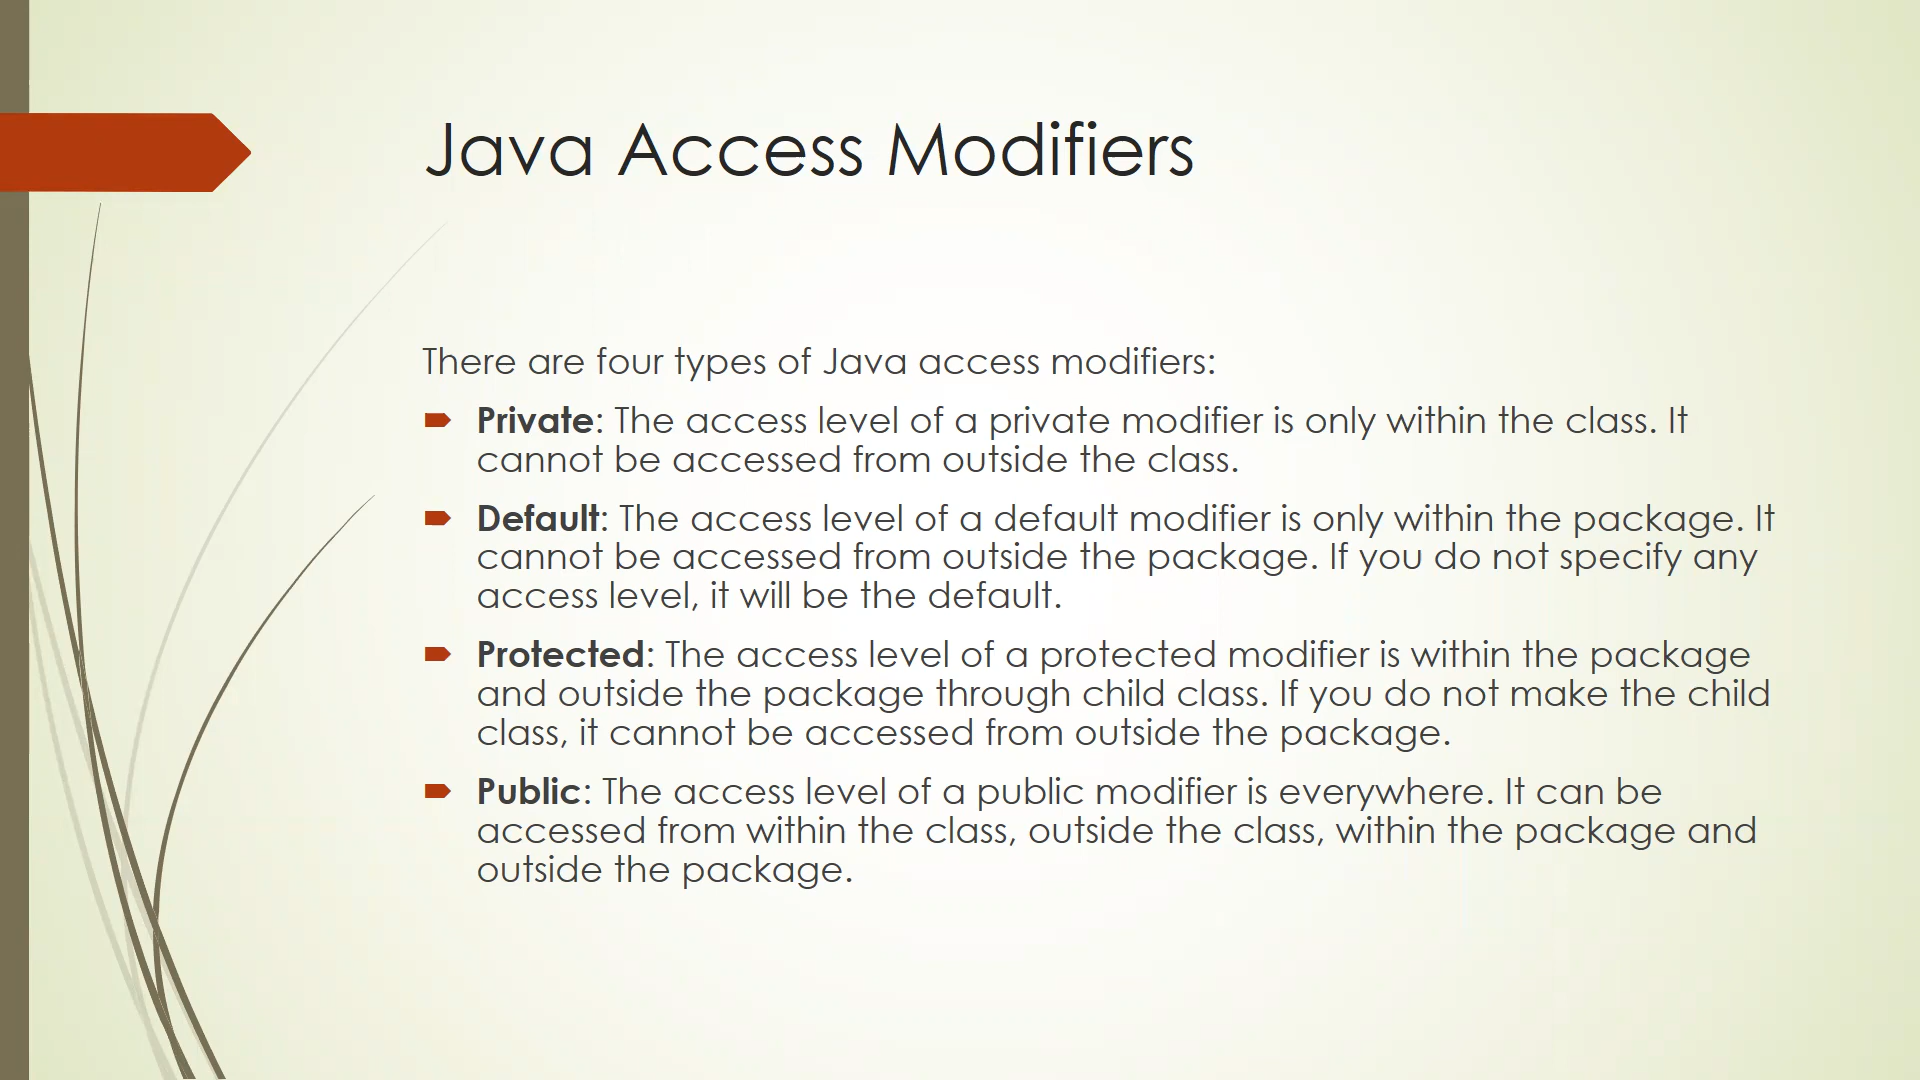 Java Access Modifiers
There are four types of Java access modifiers:
Private: The access level of a private modifier is only within the class. It
cannot be accessed from outside the class.
Default: The access level of a default modifier is only within the package. It
cannot be accessed from outside the package. If you do not specify any
access level, it will be the default.
Protected: The access level of a protected modifier is within the package
and outside the package through child class. If you do not make the child
class, it cannot be accessed from outside the package.
Public: The access level of a public modifier is everywhere. It can be
accessed from within the class, outside the class, within the package and
outside the package.